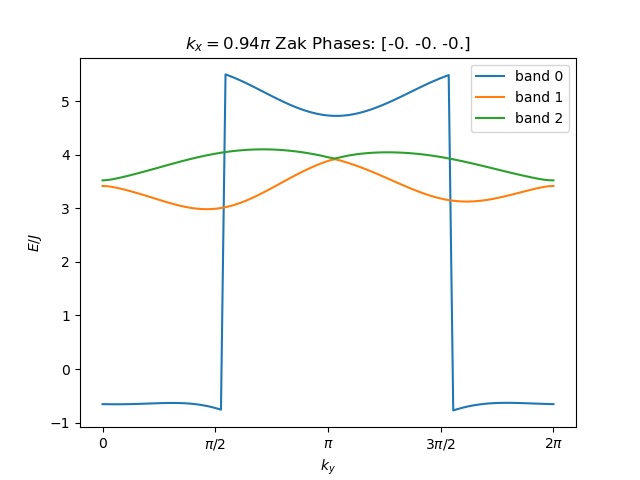 $k_x = 0.94\pi$ Zak Phases: [-0. -0. -0.]
band 0
band 1
band 2
E/J
5
4
3
2
1
0
−1
0
π/2
π
3π/2
2π
$k_y$